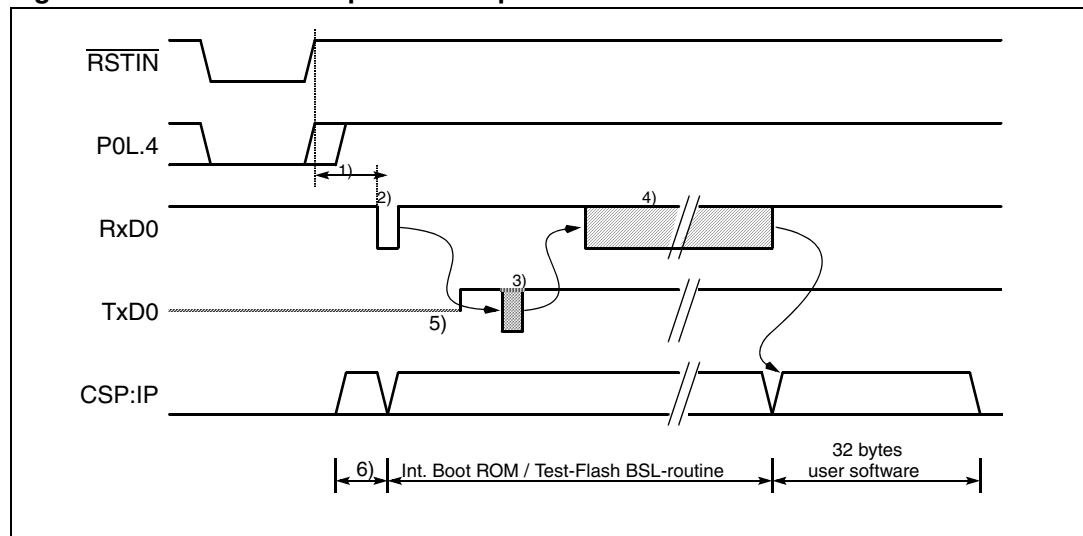 RSTIN
P0L.4
1)
2)
4)
RxD0
3)
TxD0
5)
CSP:IP
6)
Int. Boot ROM / Test-Flash BSL-routine
32 bytes
user software